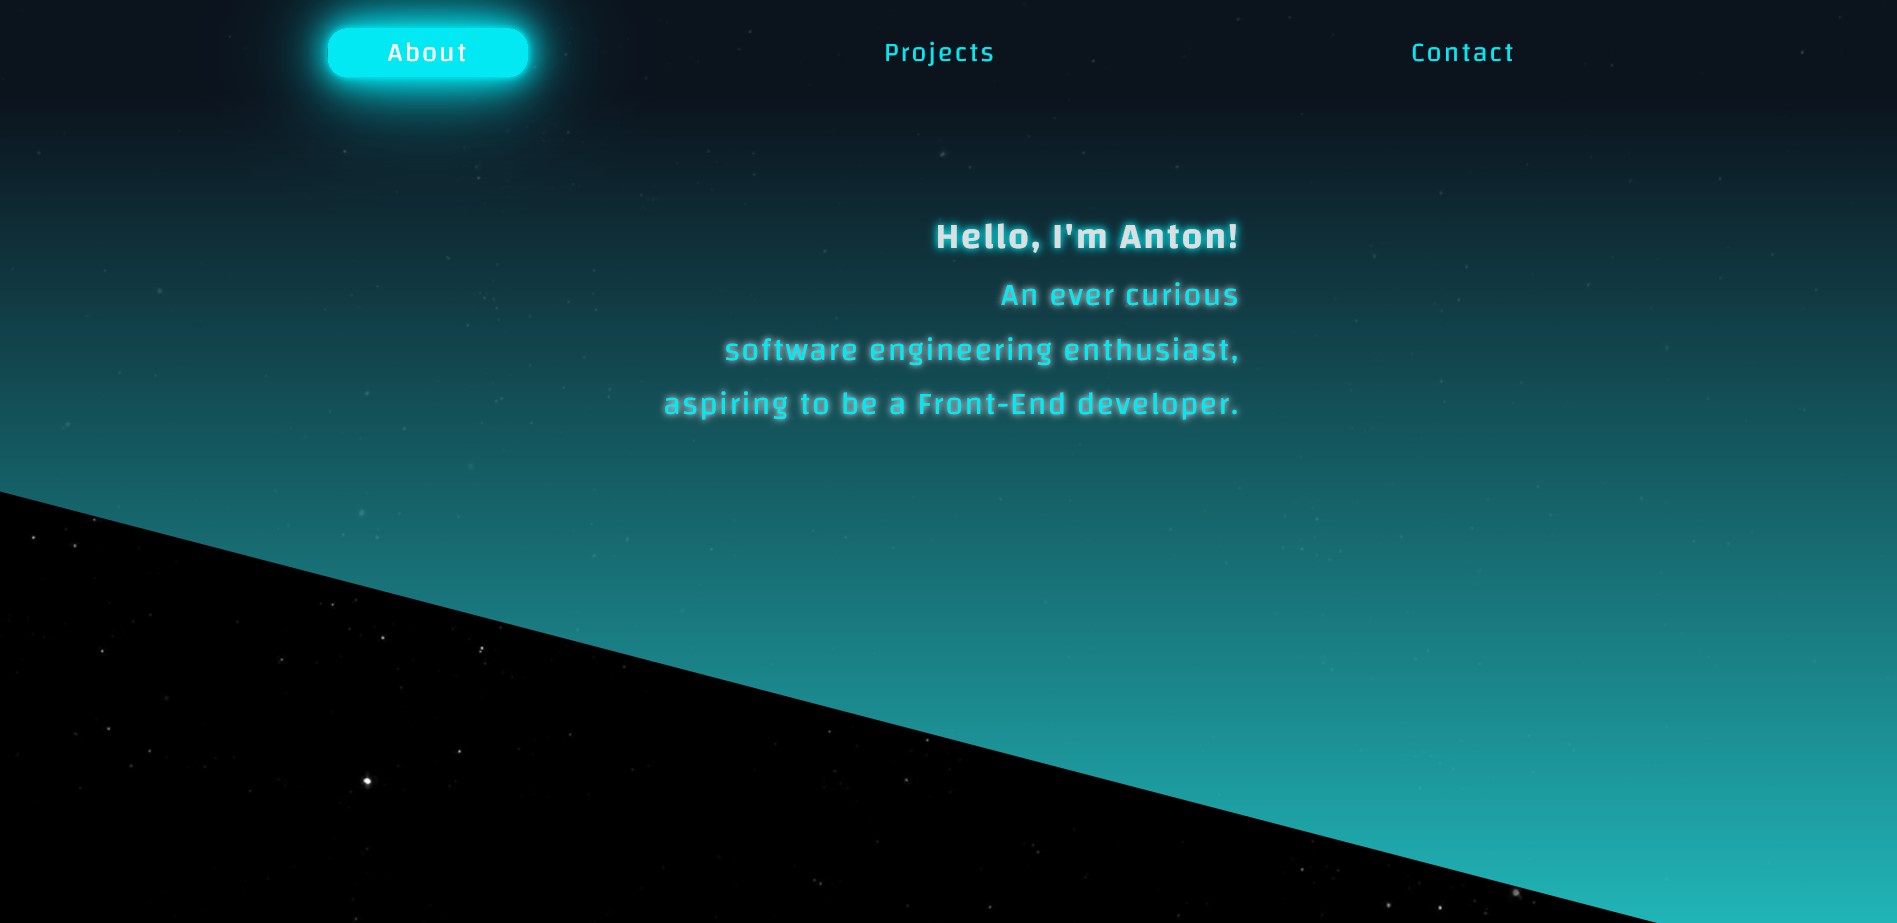 About
Projects
Contact
Hello, I'm Anton!
An ever curious
software engineering enthusiast,
aspiring to be a Front-End developer.